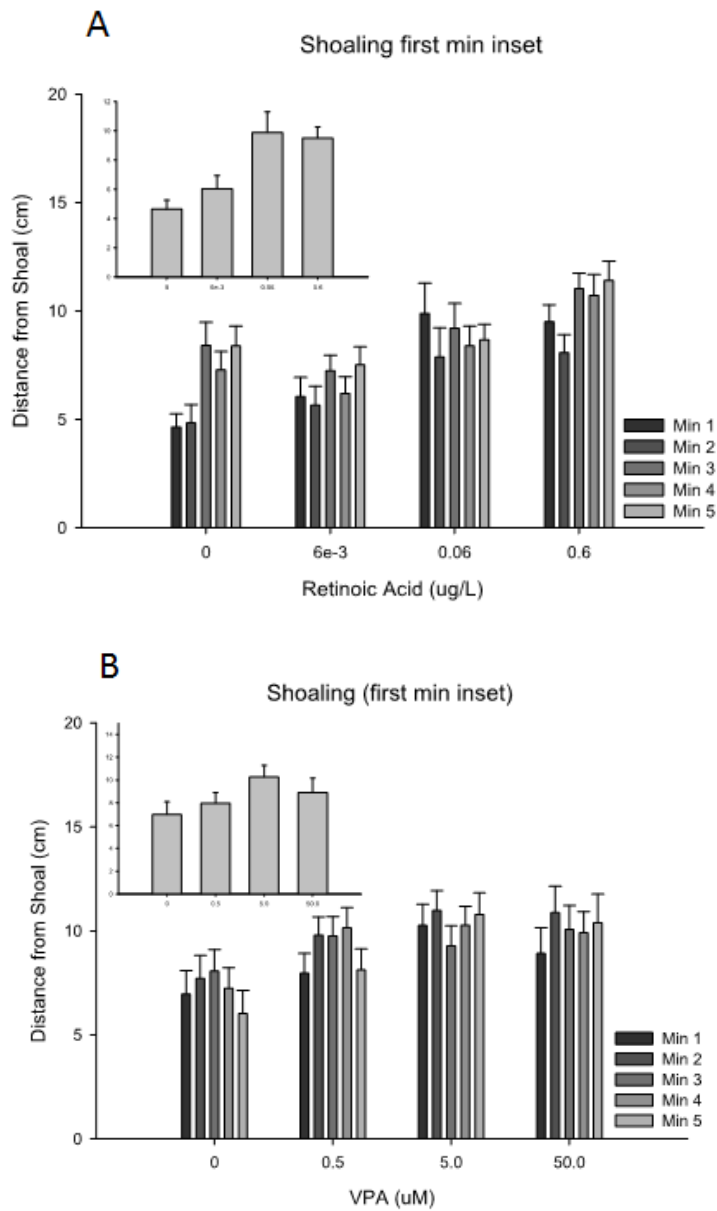 A
Shoaling first min inset
20
15
10
5
0
Distance from Shoal (cm)
12
10
8
6
4
2
0
0 6e-3 0.06 0.6
Min 1
Min 2
Min 3
Min 4
Min 5
0 6e-3 0.06 0.6
Retinoic Acid (ug/L)
B
Shoaling (first min inset)
20
15
10
5
0
Distance from Shoal (cm)
14
12
10
8
6
4
2
0
0 0.5 5.0 50.0
Min 1
Min 2
Min 3
Min 4
Min 5
0 0.5 5.0 50.0
VPA (uM)